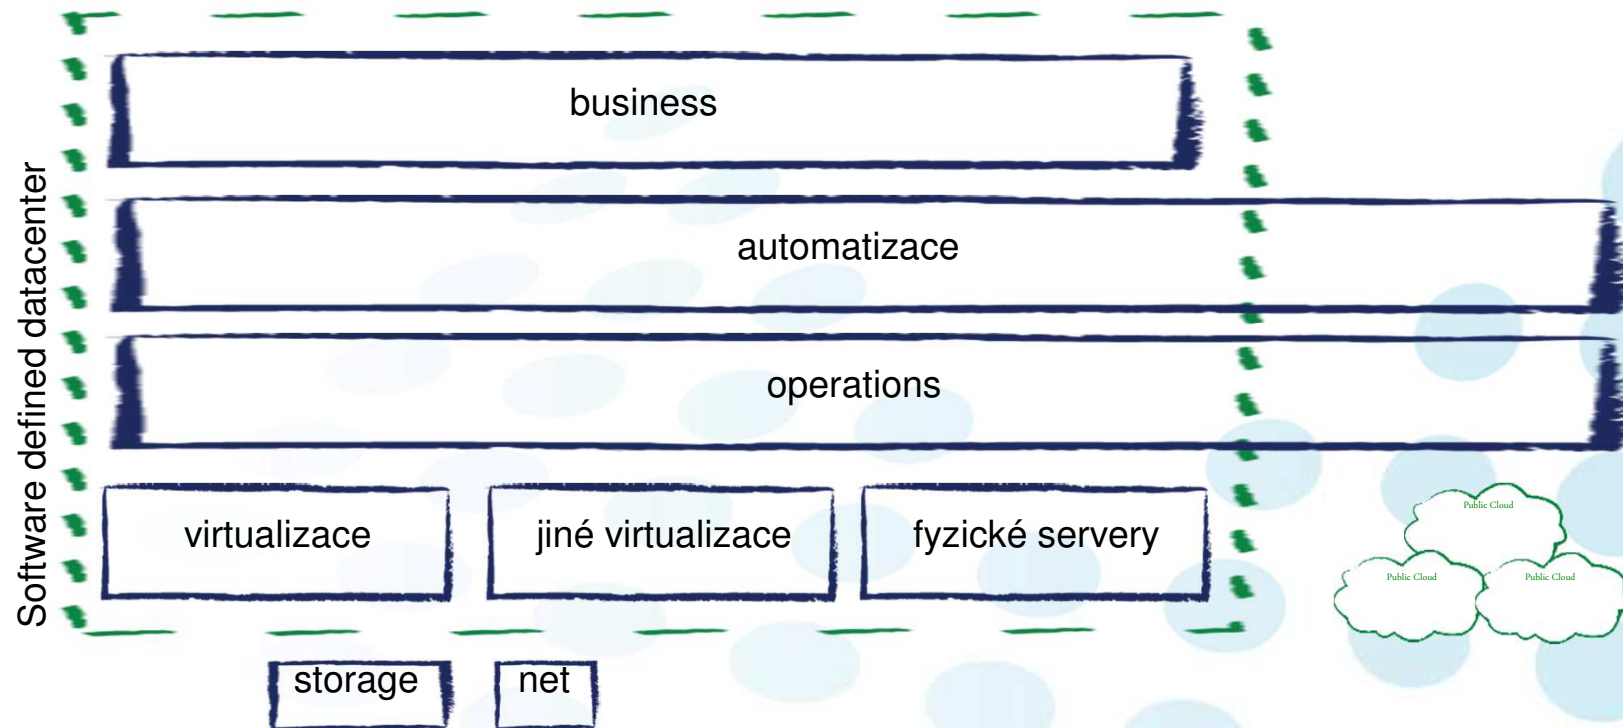 Software defined datacenter
business
automatizace
operations
virtualizace
jiné virtualizace
fyzické servery
Public Cloud
Public Cloud
Public Cloud
storage
net